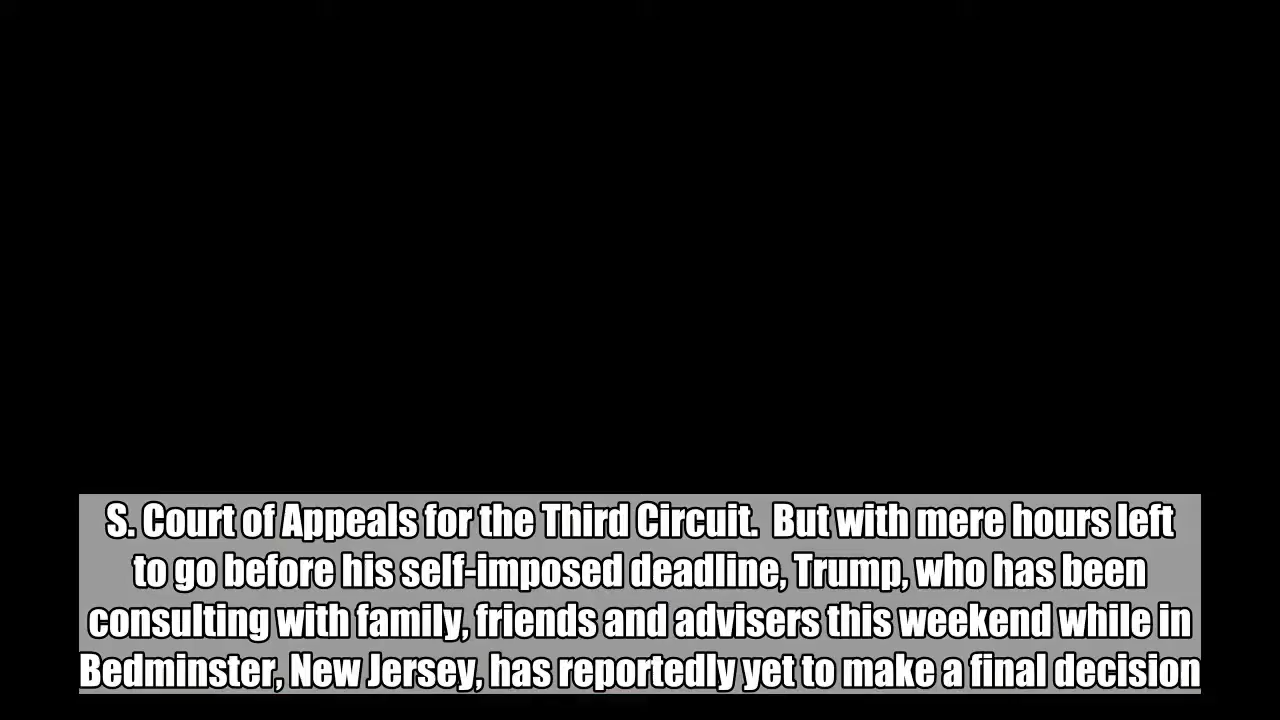 S. Court of Appeals for the Third Circuit.  But with mere hours left
to go before his self-imposed deadline, Trump, who has been
consulting with family, friends and advisers this weekend while in
Bedminster, New Jersey, has reportedly yet to make a final decision